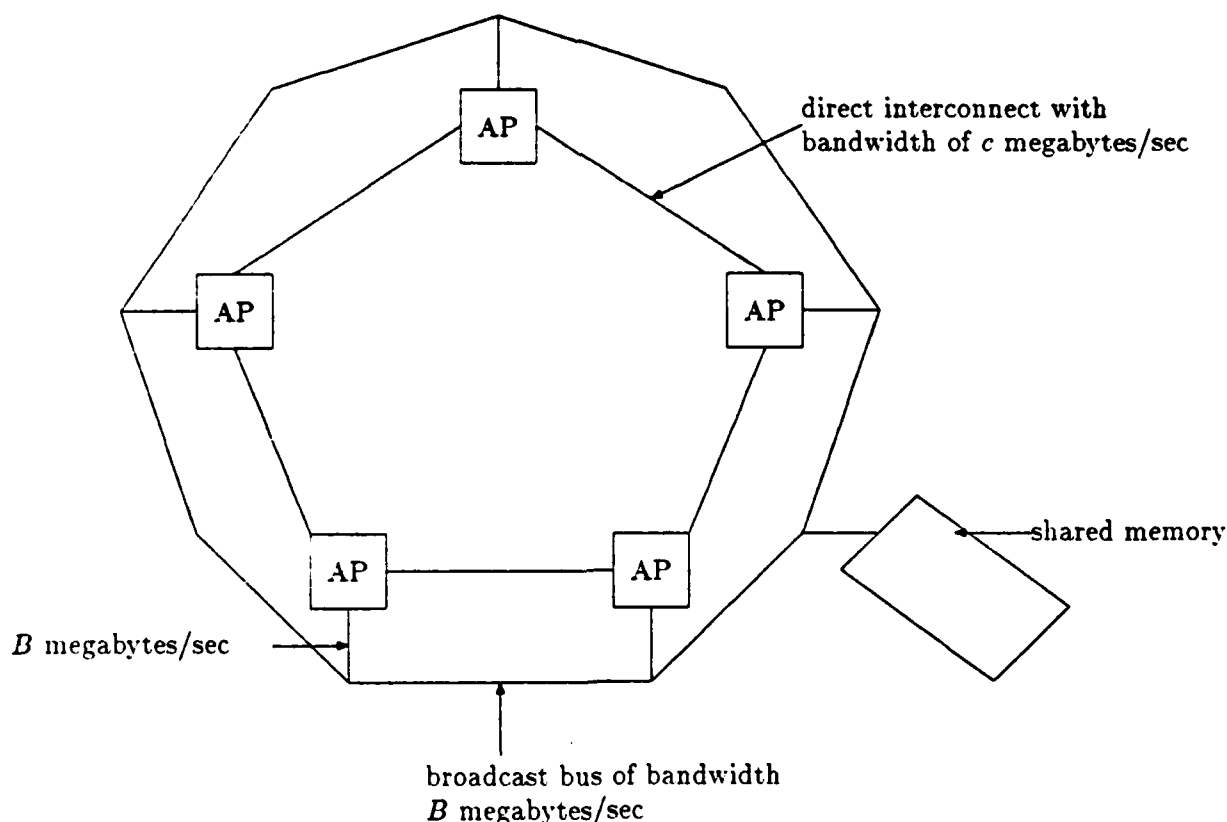 AP
direct interconnect with
bandwidth of c megabytes/sec
AP
AP
shared memory
AP
AP
B megabytes/sec
broadcast bus of bandwidth
B megabytes/sec